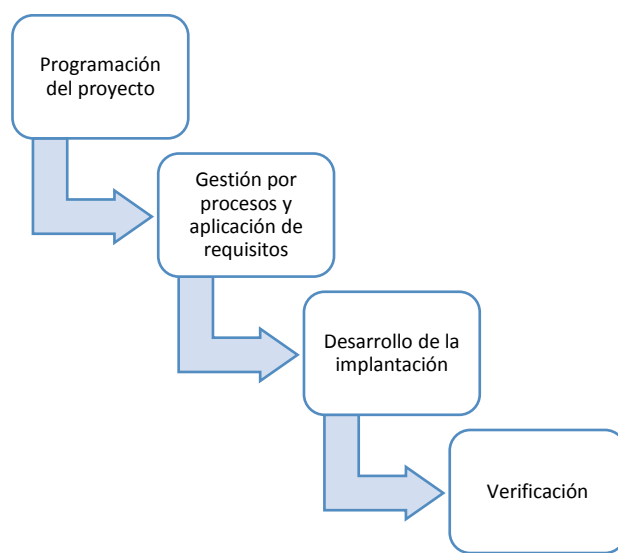 Programación
del proyecto
Gestión por
procesos y
aplicación de
requisitos
Desarrollo de la
implantación
Verificación